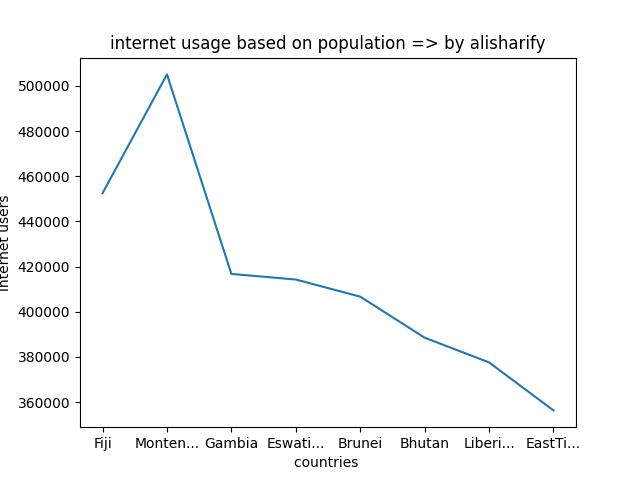 internet usage based on population => by alisharify
500000
480000
460000
440000
420000
400000
380000
360000
internet users
Fiji Monten... Gambia Eswati... Brunei Bhutan Liberi... EastTi...
countries